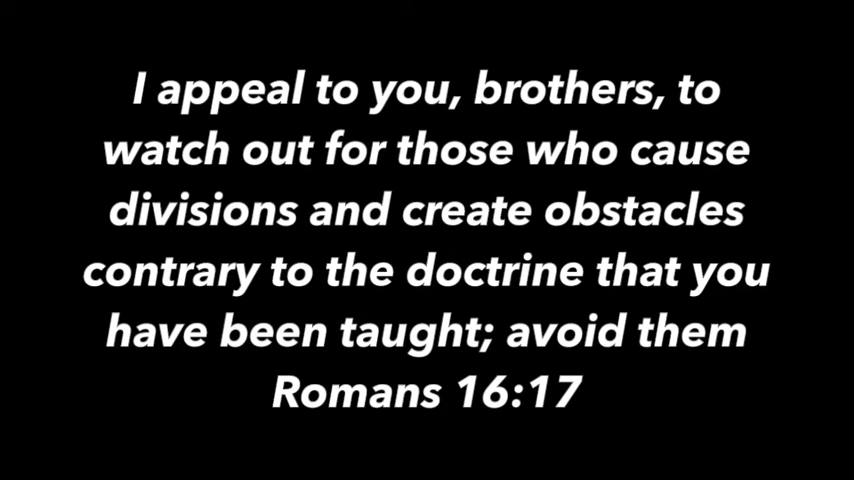 I appeal to you, brothers, to
watch out for those who cause
divisions and create obstacles
contrary to the doctrine that you
have been taught; avoid them
Romans 16:17